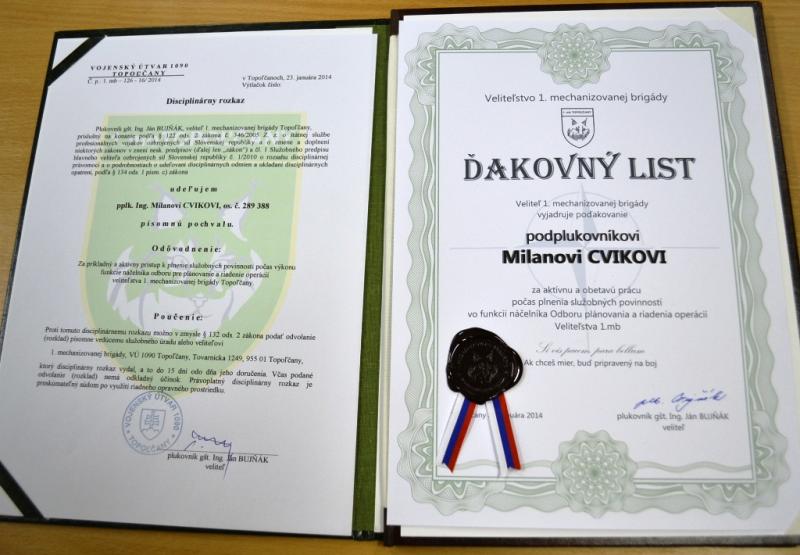 VOJENSKÝ ÚTVAR 1090
TOPOĽČANY
Č. p.: 1. mb – 126 - 16/ 2014
v Topoľčanoch, 23. januára 2014
Výtlačok číslo:
Disciplinárny rozkaz
Plukovník gšt. Ing. Ján BUJŇÁK, veliteľ 1. mechanizovanej brigády Topoľčany,
príslušný na konanie podľa § 122 ods. 2 zákona č. 346/2005 Z. z. o štátnej službe
profesionálnych vojakov ozbrojených síl Slovenskej republiky a o zmene a doplnení
niektorých zákonov v znení nesk. predpisov (ďalej len „zákon") a čl. 1 Služobného predpisu
hlavného veliteľa ozbrojených síl Slovenskej republiky č. 1/2010 o rozsahu disciplinárnej
právomoci a o podrobnostiach o udeľovaní disciplinárnych odmien a ukladaní disciplinárnych
opatrení, podľa § 134 ods. 1 písm. c) zákona
udeľujem
pplk. Ing. Milanovi CVIKOVI, os. č. 289 388
písomnú pochvalu.
Odôvodnenie:
Za príkladný a aktívny prístup k plnenie služobných povinností počas výkonu
funkcie náčelníka odboru pre plánovanie a riadenie operácií
veliteľstva 1. mechanizovanej brigády Topoľčany.
Poučenie:
Proti tomuto disciplinárnemu rozkazu možno v zmysle § 132 ods. 2 zákona podať odvolanie
(rozklad) písomne vedúcemu služobného úradu alebo veliteľovi
1. mechanizovanej brigády, VÚ 1090 Topoľčany, Tovarnícka 1249, 955 01 Topoľčany,
ktorý disciplinárny rozkaz vydal, a to do 15 dní odo dňa jeho doručenia. Včas podané
odvolanie (rozklad) nemá odkladný účinok. Právoplatný disciplinárny rozkaz je
preskúmateľný súdom po využití riadneho opravného prostriedku.
VOJENSKÝ ÚTVAR 1090
TOPOĽČANY
plukovník gšt. Ing. Ján BUJŇÁK
veliteľ
Veliteľstvo 1. mechanizovanej brigády
1. mb TOPOĽČANY
ĎAKOVNÝ LIST
Veliteľ 1. mechanizovanej brigády
vyjadruje poďakovanie
podplukovníkovi
Milanovi CVIKOVI
za aktívnu a obetavú prácu
počas plnenia služobných povinností
vo funkcii náčelníka Odboru plánovania a riadenia operácií
Veliteľstva 1.mb
Si vis pacem, para bellum
Ak chceš mier, buď pripravený na boj
2014
plukovník gšt. Ing. Ján BUJŇÁK
veliteľ